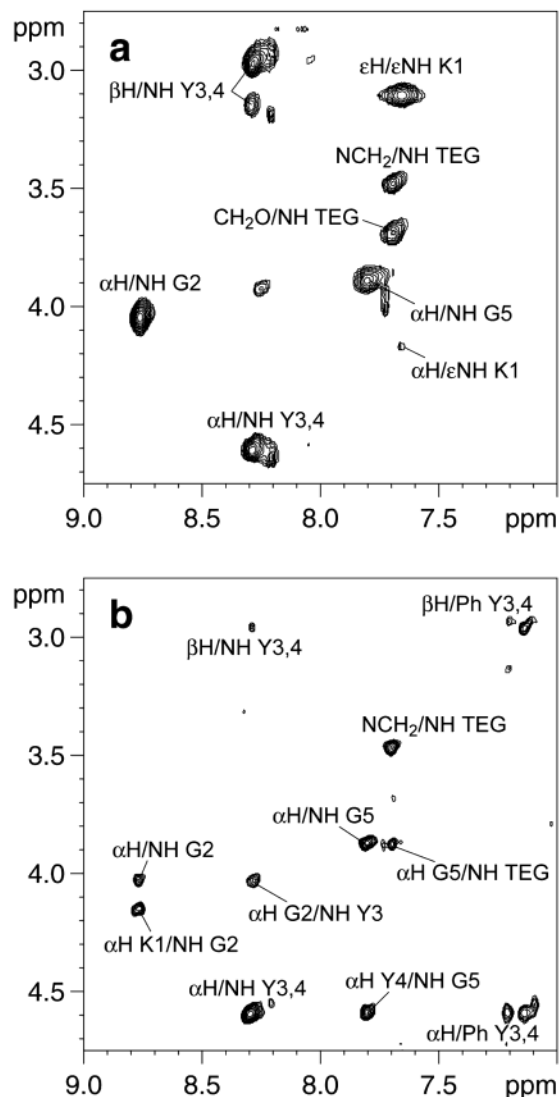 ppm
a
3.0
βH/NH Y3,4
εH/εNH K1
NCH₂/NH TEG
3.5
CH₂O/NH TEG
αH/NH G2
4.0
αH/NH G5
αH/εNH K1
αH/NH Y3,4
4.5
9.0 8.5 8.0 7.5 ppm
ppm
b
βH/Ph Y3,4
3.0
βH/NH Y3,4
NCH₂/NH TEG
3.5
αH/NH G5
αH/NH G2
4.0
αH G5/NH TEG
αH G2/NH Y3
αH K1/NH G2
αH/NH Y3,4
αH Y4/NH G5
4.5
αH/Ph Y3,4
9.0 8.5 8.0 7.5 ppm